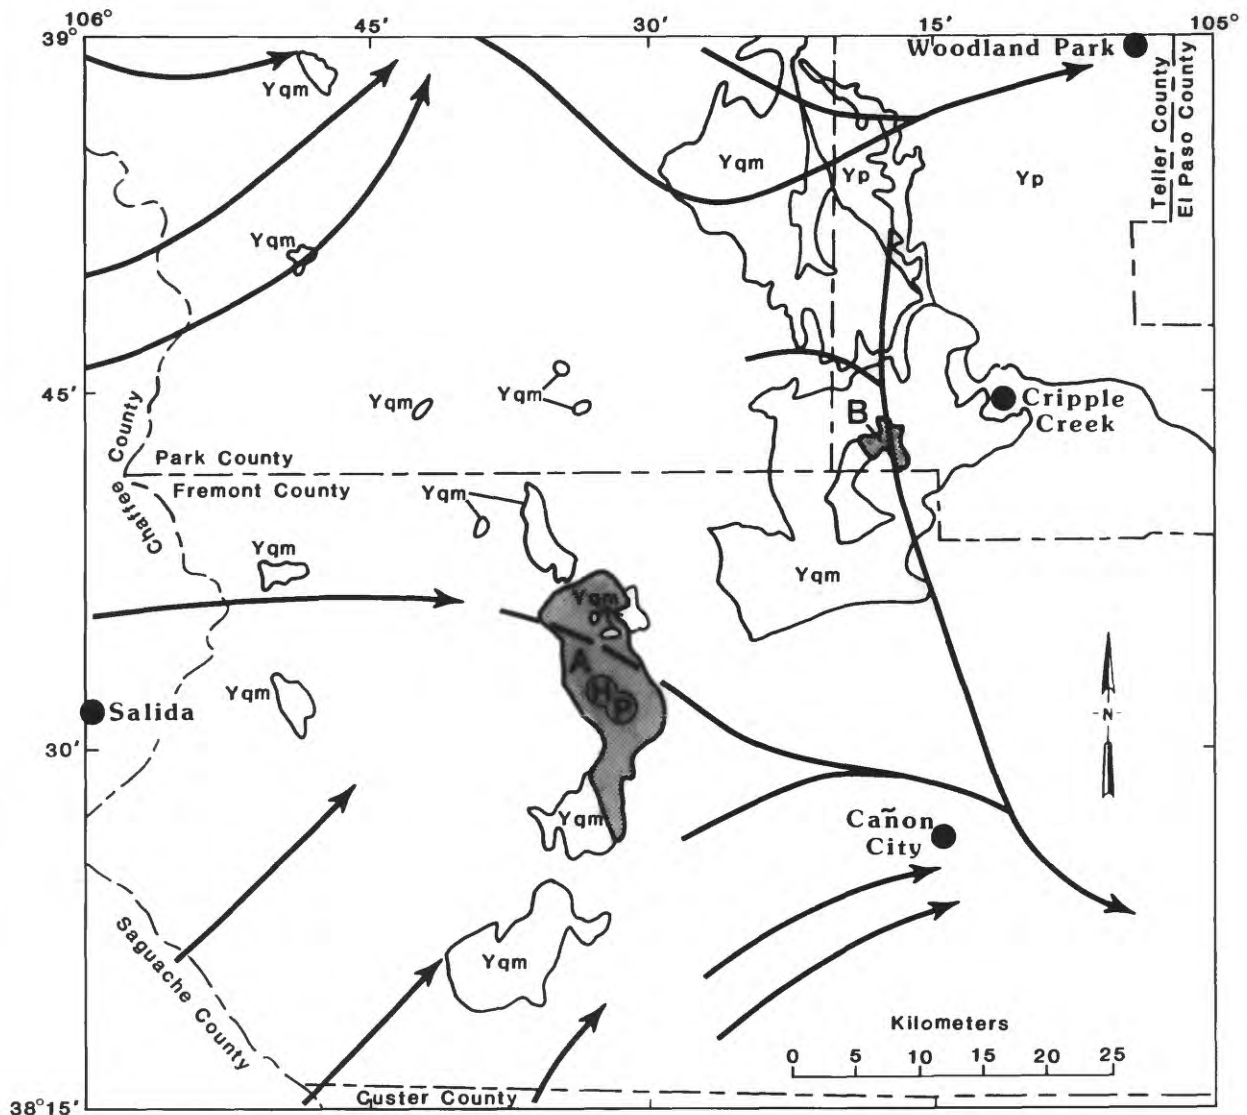 106°
45'
30'
15'
105°
39°
Woodland Park
Teller County
El Paso County
Yqm
Yqm
Yp
Yp
Yqm
45'
Yqm
Yqm
B
Cripple
Creek
County
Chaffee
Park County
Fremont County
Yqm
Yqm
Yqm
Yqm
A
H
P
Yqm
N
Salida
30'
Yqm
Cañon
City
Saguache County
Yqm
Kilometers
0 5 10 15 20 25
Custer County
38°15'